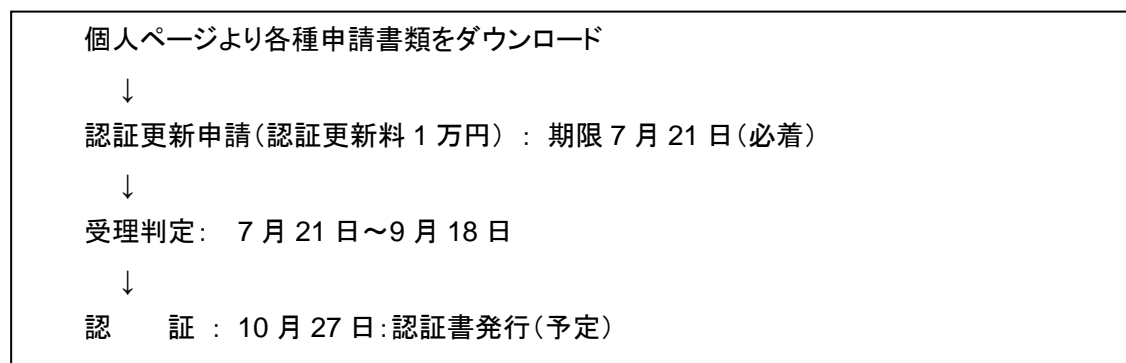 個人ページより各種申請書類をダウンロード
↓
認証更新申請（認証更新料 1 万円） ： 期限 7 月 21 日（必着）
↓
受理判定： 7 月 21 日～9 月 18 日
↓
認　　証 ： 10 月 27 日：認証書発行（予定）